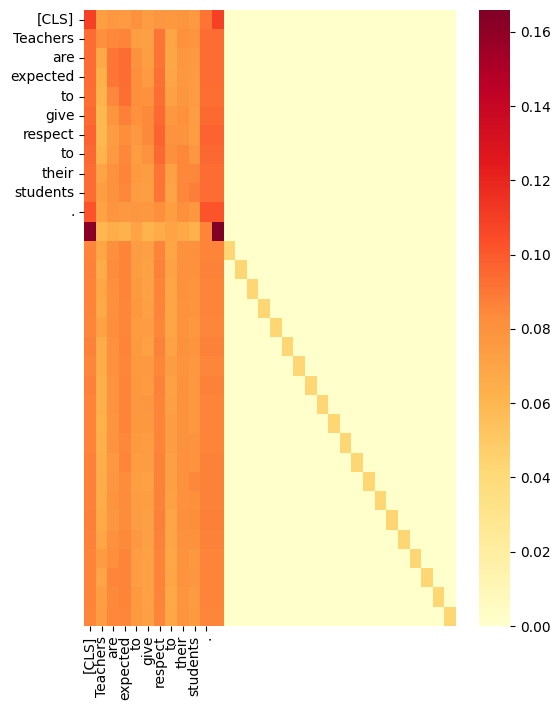 [CLS]
Teachers
are
expected
to
give
respect
to
their
students
.
0.16
0.14
0.12
0.10
0.08
0.06
0.04
0.02
0.00
[CLS]
Teachers
are
expected
to
give
respect
to
their
students
.